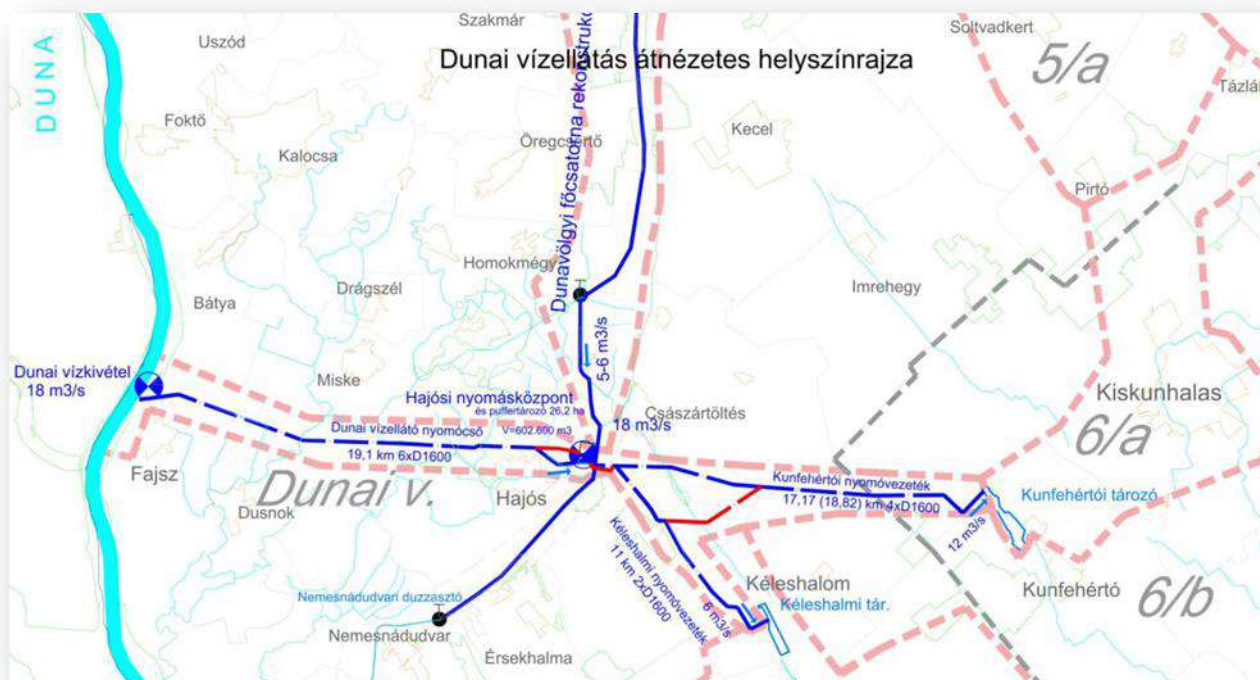 Szakmár
Soltvadkert
Uszód
Dunai vízellátás átnézetes helyszínrajza
5/a
DUNA
Tázlár
Foktő
Kecel
Öregcsertő
Kalocsa
Dunavölgyi főcsatorna rekonstrukc
Pirtó
Homokmégy
Drágszél
Imrehegy
Bátya
5-6 m3/s
Dunai vízkivétel
18 m3/s
Miske
Hajósi nyomásközpont
és puffertározó 26,2 ha
V=602.600 m3
Császártöltés
18 m3/s
Kiskunhalas
6/a
Dunai vízellátó nyomócső
19,1 km 6xD1600
Fajsz
Dunai v.
Hajós
Kunfehértói nyomóvezeték
17,17 (18,82) km 4xD1600
Kunfehértói tározó
12 m3/s
Dusnok
Kéleshalmi nyomóvezeték
11 km 2xD1600
6 m3/s
Kéleshalom
Kéleshalmi tár.
Kunfehértó
6/b
Nemesnádudvari duzzasztó
Nemesnádudvar
Érsekhalma